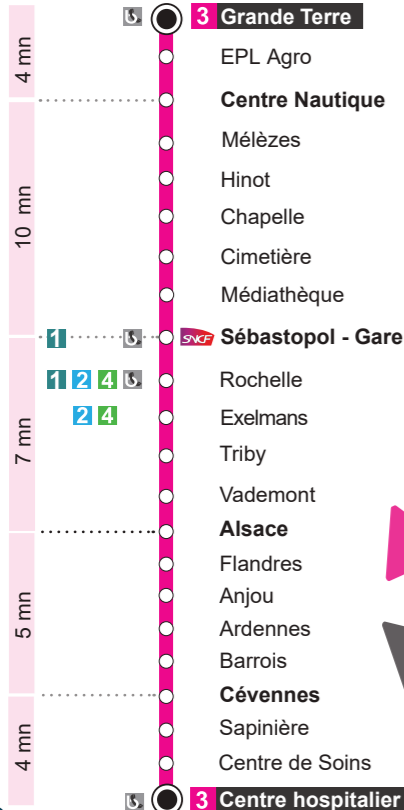 3 Grande Terre
4 mn
EPL Agro
Centre Nautique
10 mn
Mélèzes
Hinot
Chapelle
Cimetière
Médiathèque
1 SNCF Sébastopol - Gare
7 mn
1 2 4 Rochelle
2 4 Exelmans
Triby
Vademont
Alsace
5 mn
Flandres
Anjou
Ardennes
Barrois
Cévennes
4 mn
Sapinière
Centre de Soins
3 Centre hospitalier